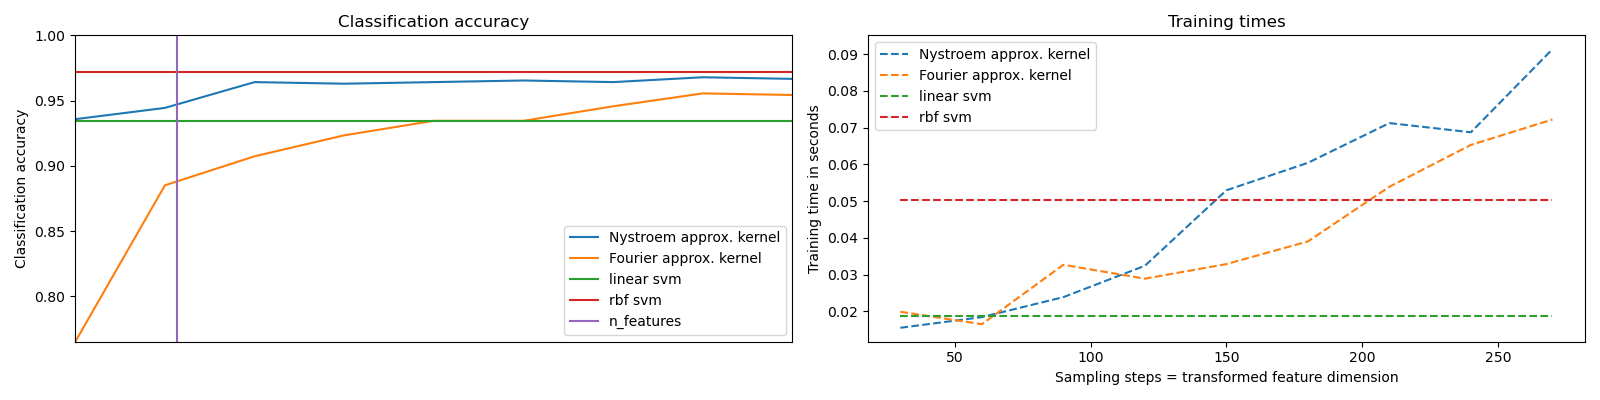 Classification accuracy
Classification accuracy
1.00
0.95
0.90
0.85
0.80
Nystroem approx. kernel
Fourier approx. kernel
linear svm
rbf svm
n_features
Training times
Training time in seconds
0.09
0.08
0.07
0.06
0.05
0.04
0.03
0.02
Nystroem approx. kernel
Fourier approx. kernel
linear svm
rbf svm
50
100
150
200
250
Sampling steps = transformed feature dimension